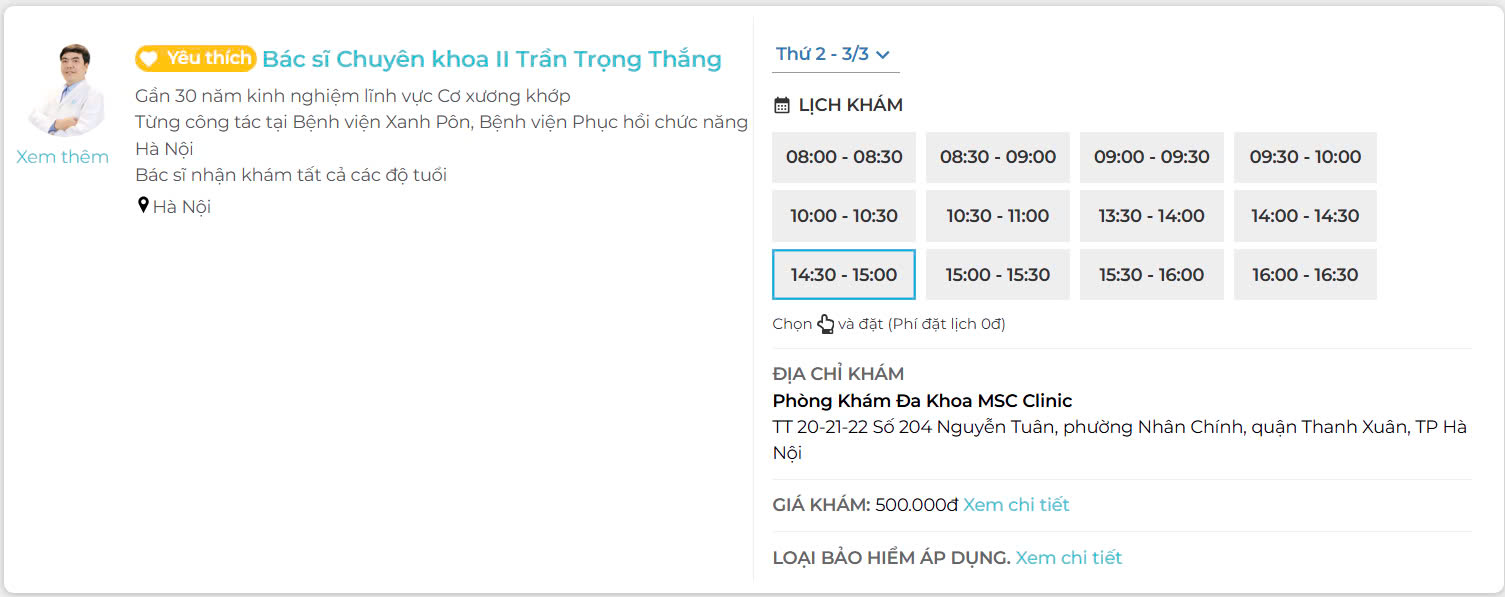 Yêu thích Bác sĩ Chuyên khoa II Trần Trọng Thắng
Gần 30 năm kinh nghiệm lĩnh vực Cơ xương khớp
Từng công tác tại Bệnh viện Xanh Pôn, Bệnh viện Phục hồi chức năng
Hà Nội
Bác sĩ nhận khám tất cả các độ tuổi
Hà Nội
Xem thêm
Thứ 2 - 3/3
LỊCH KHÁM
08:00 - 08:30 08:30 - 09:00 09:00 - 09:30 09:30 - 10:00
10:00 - 10:30 10:30 - 11:00 13:30 - 14:00 14:00 - 14:30
14:30 - 15:00 15:00 - 15:30 15:30 - 16:00 16:00 - 16:30
Chọn và đặt (Phí đặt lịch 0đ)
ĐỊA CHỈ KHÁM
Phòng Khám Đa Khoa MSC Clinic
TT 20-21-22 Số 204 Nguyễn Tuân, phường Nhân Chính, quận Thanh Xuân, TP Hà
Nội
GIÁ KHÁM: 500.000đ Xem chi tiết
LOẠI BẢO HIỂM ÁP DỤNG. Xem chi tiết